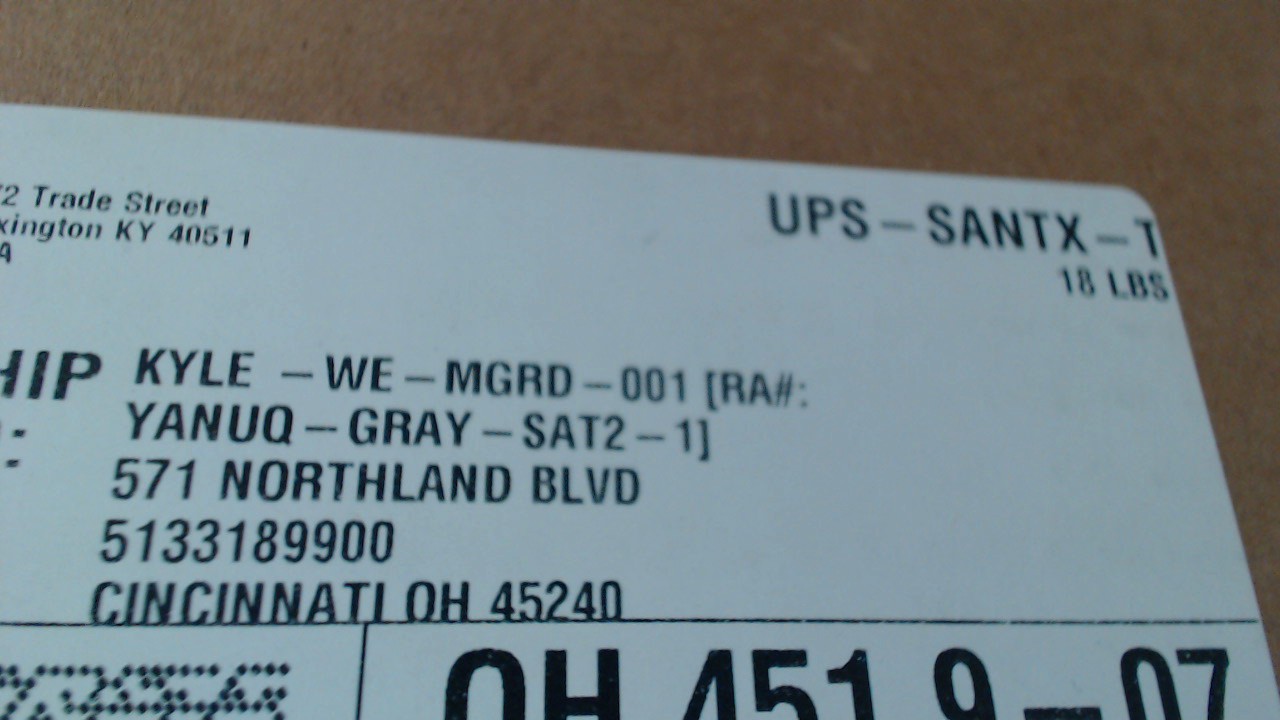 2 Trade Street
xington KY 40511
A
UPS-SANTX-T
18 LBS
HIP
KYLE -WE-MGRD-001 [RA#:
YANUQ-GRAY-SAT2-1]
571 NORTHLAND BLVD
5133189900
CINCINNATI OH 45240
OH 451 9-07